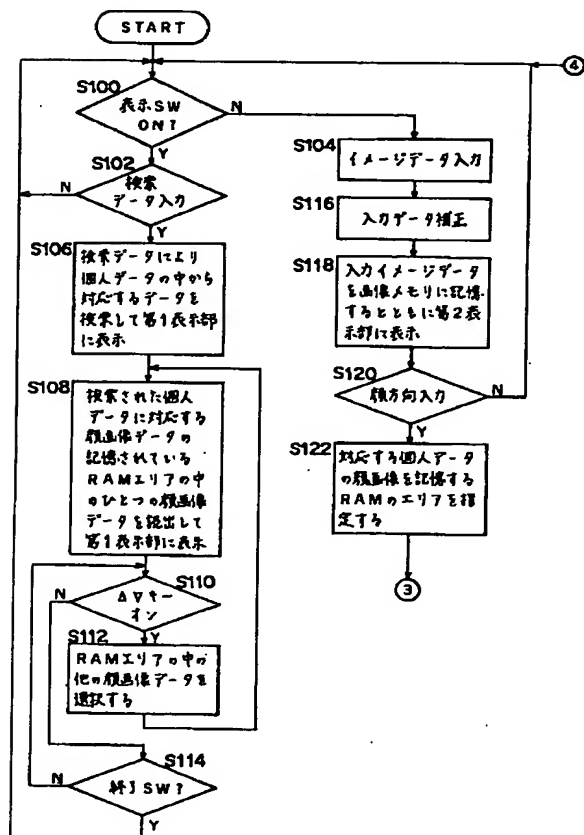 START
④
S100
表示SW
ON?
N
Y
S102
検索
データ入力
N
Y
S106
検索データにより
個人データの中から
対応するデータを
検索して第1表示部
に表示
S108
検索された個人
データに対応する
顔画像データの
記憶されている
RAMエリアの中
のひとつの顔画像
データを読出して
第1表示部に表示
S110
△▽キー
イン
N
Y
S112
RAMエリアの中の
他の顔画像データを
選択する
S114
終了SW?
N
Y
S104
イメージデータ入力
S116
入力データ補正
S118
入力イメージデータ
を画像メモリに記憶
するとともに第2表
示部に表示
S120
顔方向入力
N
Y
S122
対応する個人データ
の顔画像を記憶する
RAMのエリアを指
定する
③